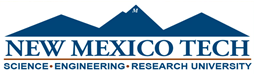 M
NEW MEXICO TECH
SCIENCE • ENGINEERING • RESEARCH UNIVERSITY